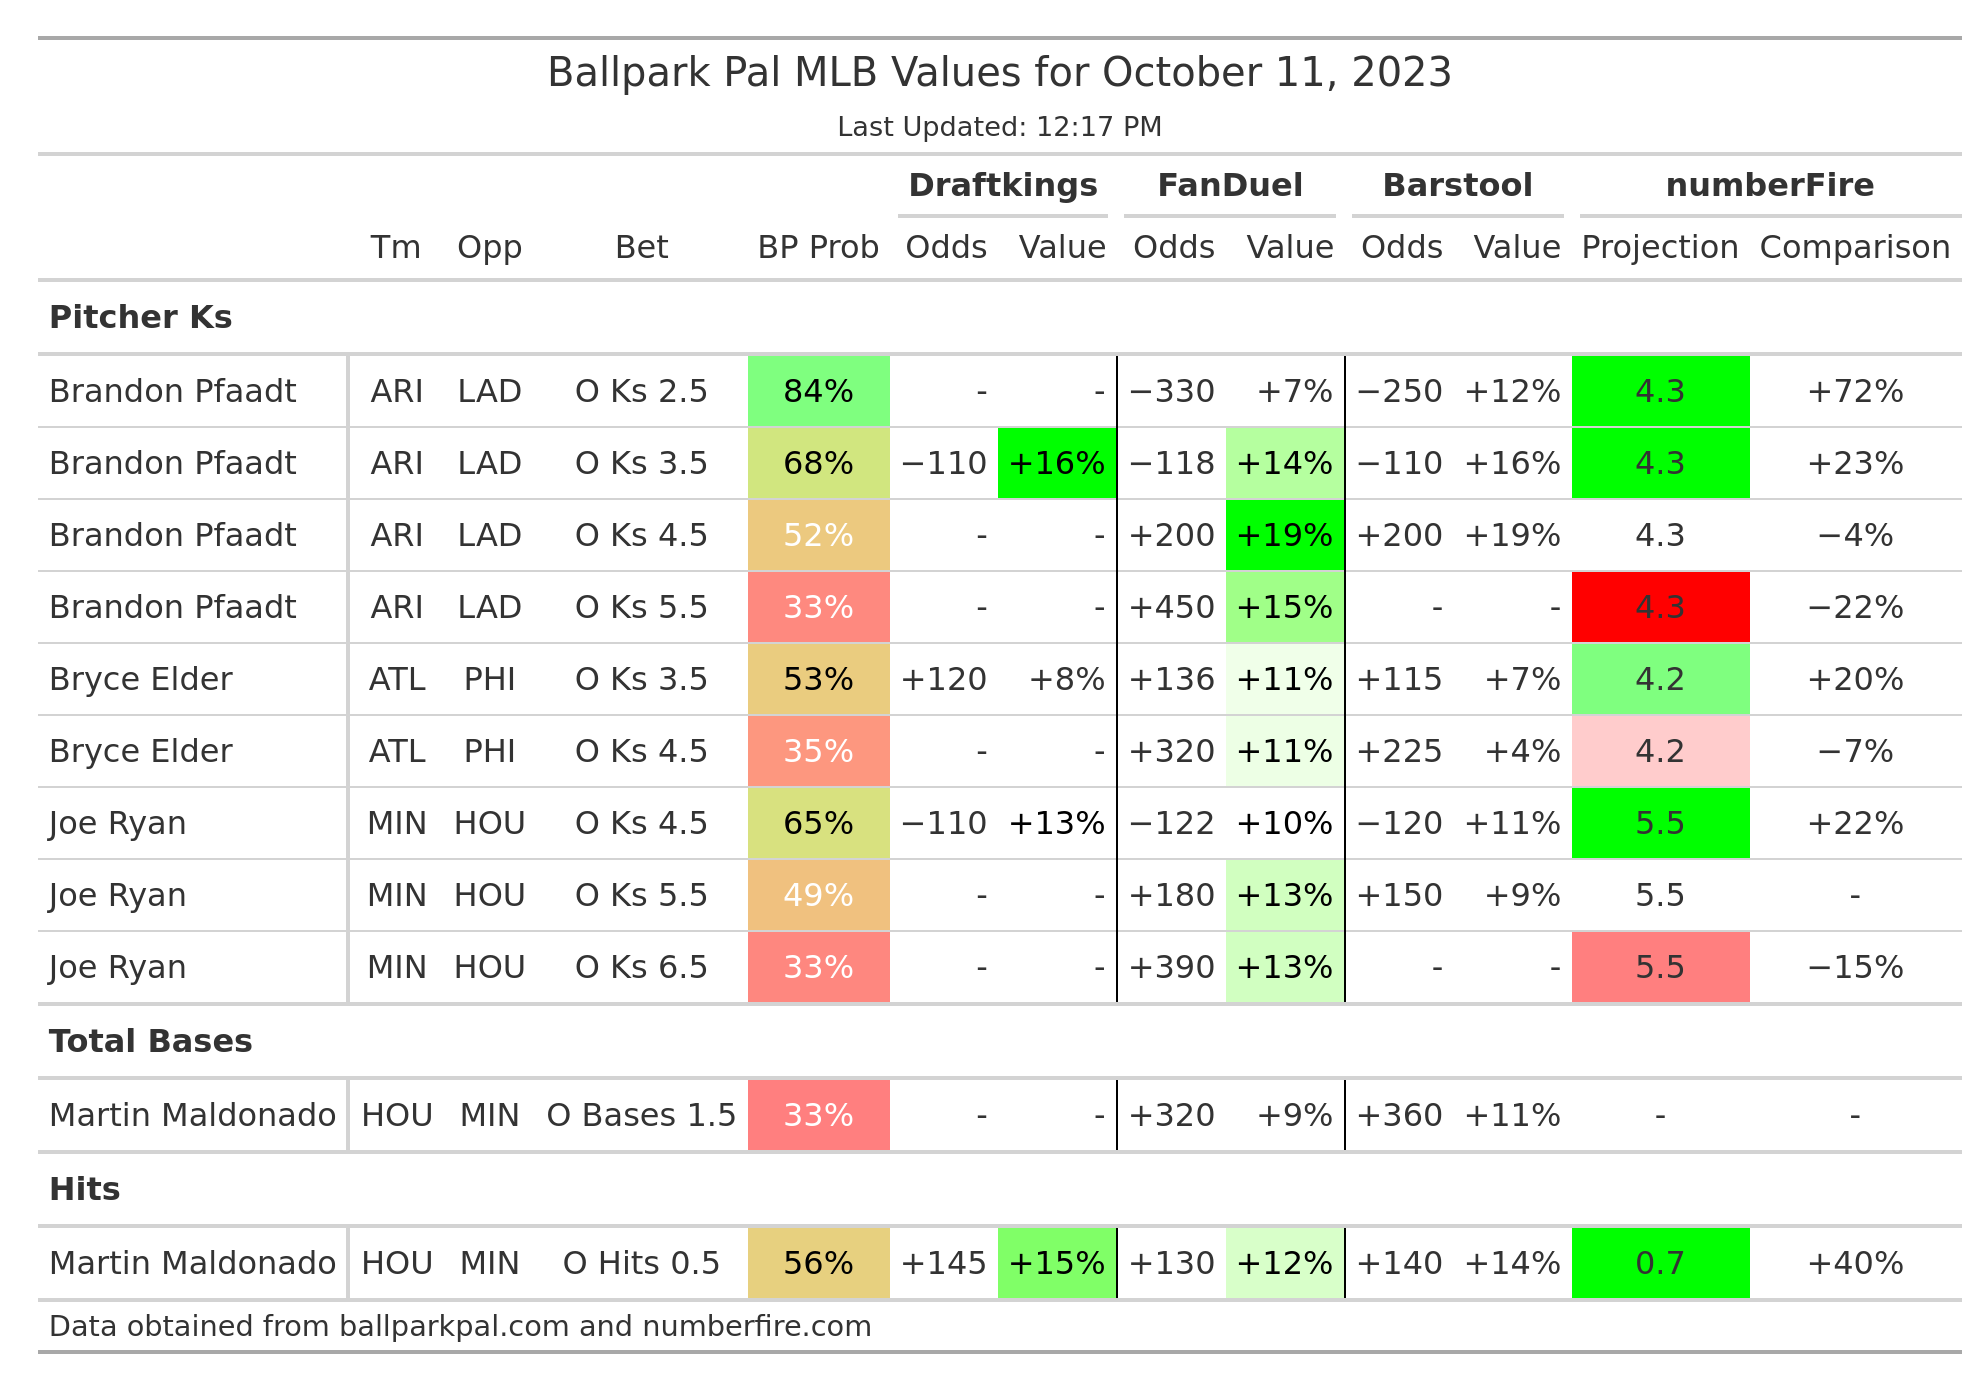 Ballpark Pal MLB Values for October 11, 2023
Last Updated: 12:17 PM
Draftkings FanDuel Barstool numberFire
Tm Opp Bet BP Prob Odds Value Odds Value Odds Value Projection Comparison
Pitcher Ks
Brandon Pfaadt ARI LAD O Ks 2.5 84% - - −330 +7% −250 +12% 4.3 +72%
Brandon Pfaadt ARI LAD O Ks 3.5 68% −110 +16% −118 +14% −110 +16% 4.3 +23%
Brandon Pfaadt ARI LAD O Ks 4.5 52% - - +200 +19% +200 +19% 4.3 −4%
Brandon Pfaadt ARI LAD O Ks 5.5 33% - - +450 +15% - - 4.3 −22%
Bryce Elder ATL PHI O Ks 3.5 53% +120 +8% +136 +11% +115 +7% 4.2 +20%
Bryce Elder ATL PHI O Ks 4.5 35% - - +320 +11% +225 +4% 4.2 −7%
Joe Ryan MIN HOU O Ks 4.5 65% −110 +13% −122 +10% −120 +11% 5.5 +22%
Joe Ryan MIN HOU O Ks 5.5 49% - - +180 +13% +150 +9% 5.5 -
Joe Ryan MIN HOU O Ks 6.5 33% - - +390 +13% - - 5.5 −15%
Total Bases
Martin Maldonado HOU MIN O Bases 1.5 33% - - +320 +9% +360 +11% - -
Hits
Martin Maldonado HOU MIN O Hits 0.5 56% +145 +15% +130 +12% +140 +14% 0.7 +40%
Data obtained from ballparkpal.com and numberfire.com